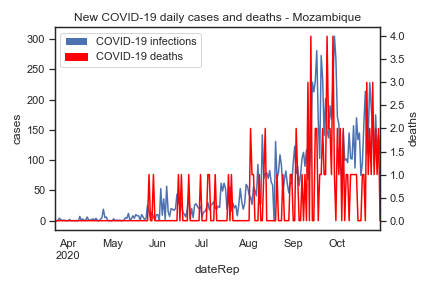 New COVID-19 daily cases and deaths - Mozambique
COVID-19 infections
COVID-19 deaths
300
250
200
150
100
50
0
cases
4.0
3.5
3.0
2.5
2.0
1.5
1.0
0.5
0.0
deaths
Apr May Jun Jul Aug Sep Oct
2020
dateRep